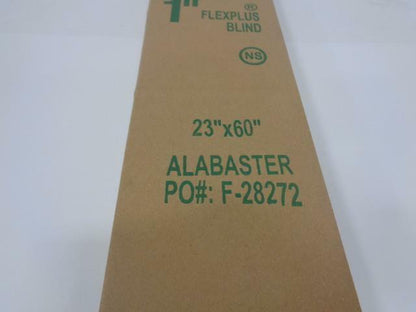 1" ®
FLEXPLUS
BLIND
NS
23"x60"
ALABASTER
PO#: F-28272